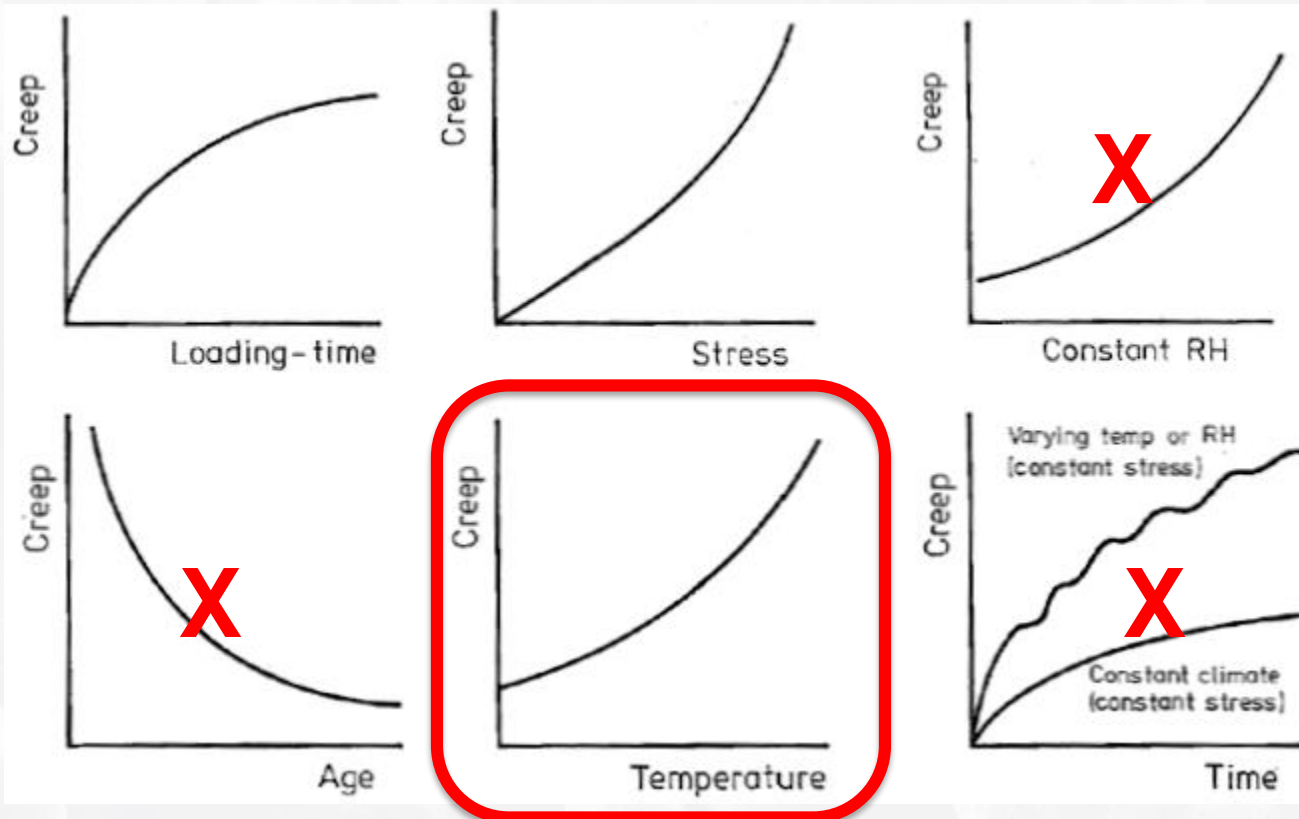 Creep
Loading-time
Creep
Stress
Creep
X
Constant RH
Creep
X
Age
Creep
Temperature
Creep
Varying temp or RH
(constant stress)
X
Constant climate
(constant stress)
Time